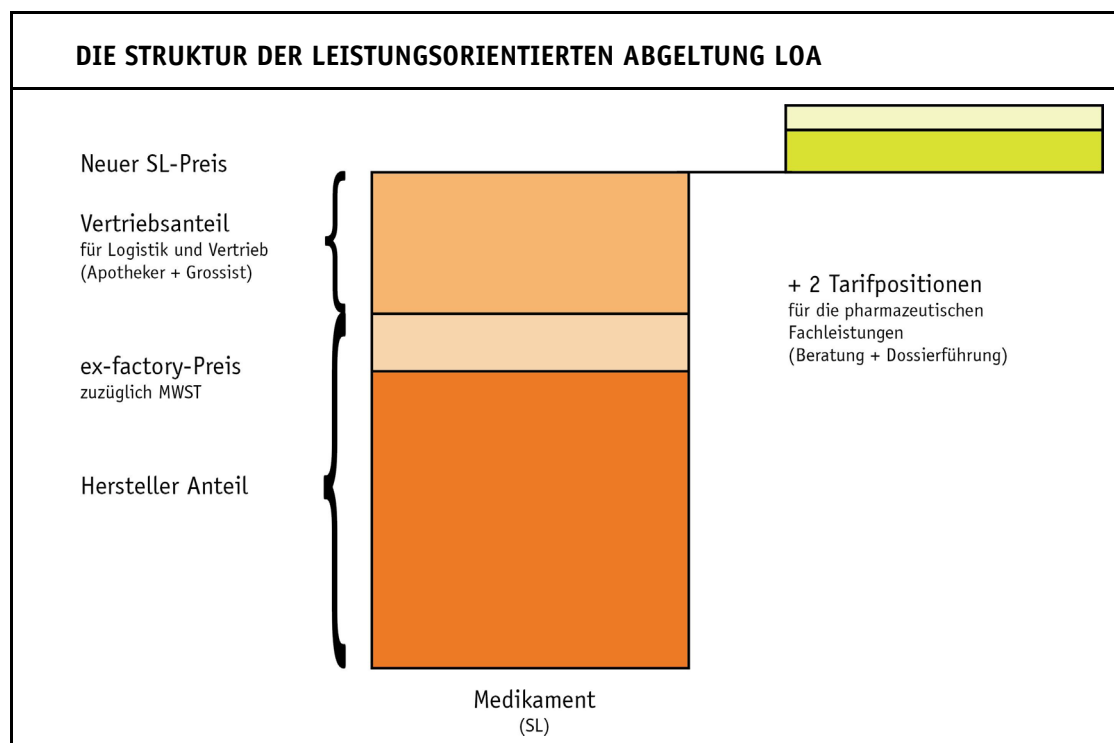 DIE STRUKTUR DER LEISTUNGSORIENTIERTEN ABGELTUNG LOA
Neuer SL-Preis
Vertriebsanteil
für Logistik und Vertrieb
(Apotheker + Grossist)
ex-factory-Preis
zuzüglich MWST
Hersteller Anteil
+ 2 Tarifpositionen
für die pharmazeutischen
Fachleistungen
(Beratung + Dossierführung)
Medikament
(SL)